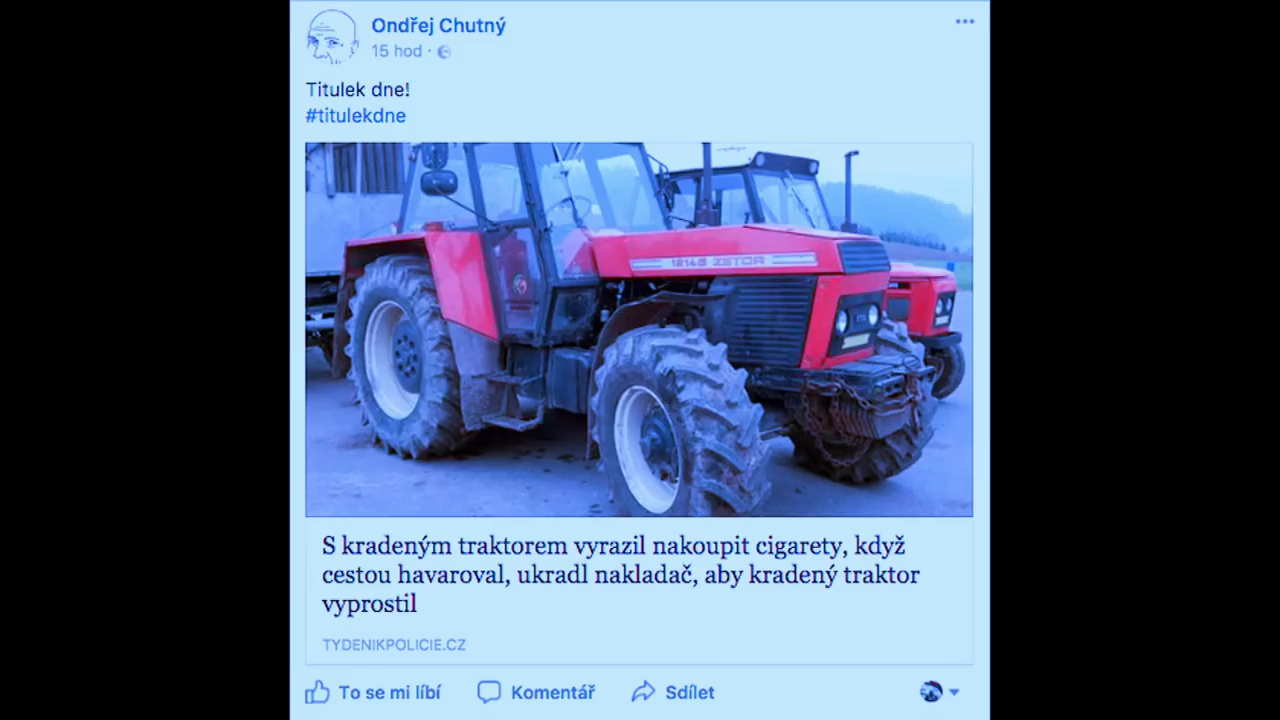 Ondřej Chutný
15 hod ·
Titulek dne!
#titulekdne
ZETOR
S kradeným traktorem vyrazil nakoupit cigarety, když
cestou havaroval, ukradl nakladač, aby kradený traktor
vyprostil
TYDENIKPOLICIE.CZ
To se mi líbí
Komentář
Sdílet